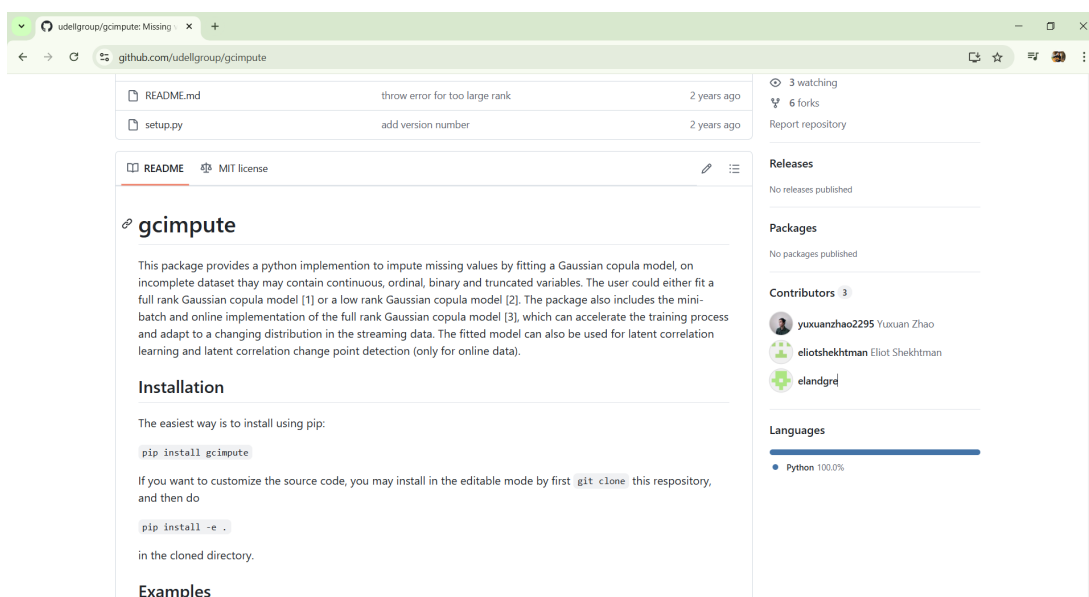 udellgroup/gcimpute: Missing
github.com/udellgroup/gcimpute
README.md throw error for too large rank 2 years ago
setup.py add version number 2 years ago
README MIT license
gcimpute
This package provides a python implemention to impute missing values by fitting a Gaussian copula model, on
incomplete dataset thay may contain continuous, ordinal, binary and truncated variables. The user could either fit a
full rank Gaussian copula model [1] or a low rank Gaussian copula model [2]. The package also includes the mini-
batch and online implementation of the full rank Gaussian copula model [3], which can accelerate the training process
and adapt to a changing distribution in the streaming data. The fitted model can also be used for latent correlation
learning and latent correlation change point detection (only for online data).
Installation
The easiest way is to install using pip:
pip install gcimpute
If you want to customize the source code, you may install in the editable mode by first git clone this respository,
and then do
pip install -e .
in the cloned directory.
Examples
3 watching
6 forks
Report repository
Releases
No releases published
Packages
No packages published
Contributors 3
yuxuanzhao2295 Yuxuan Zhao
eliotshekhtman Eliot Shekhtman
elandgre
Languages
Python 100.0%